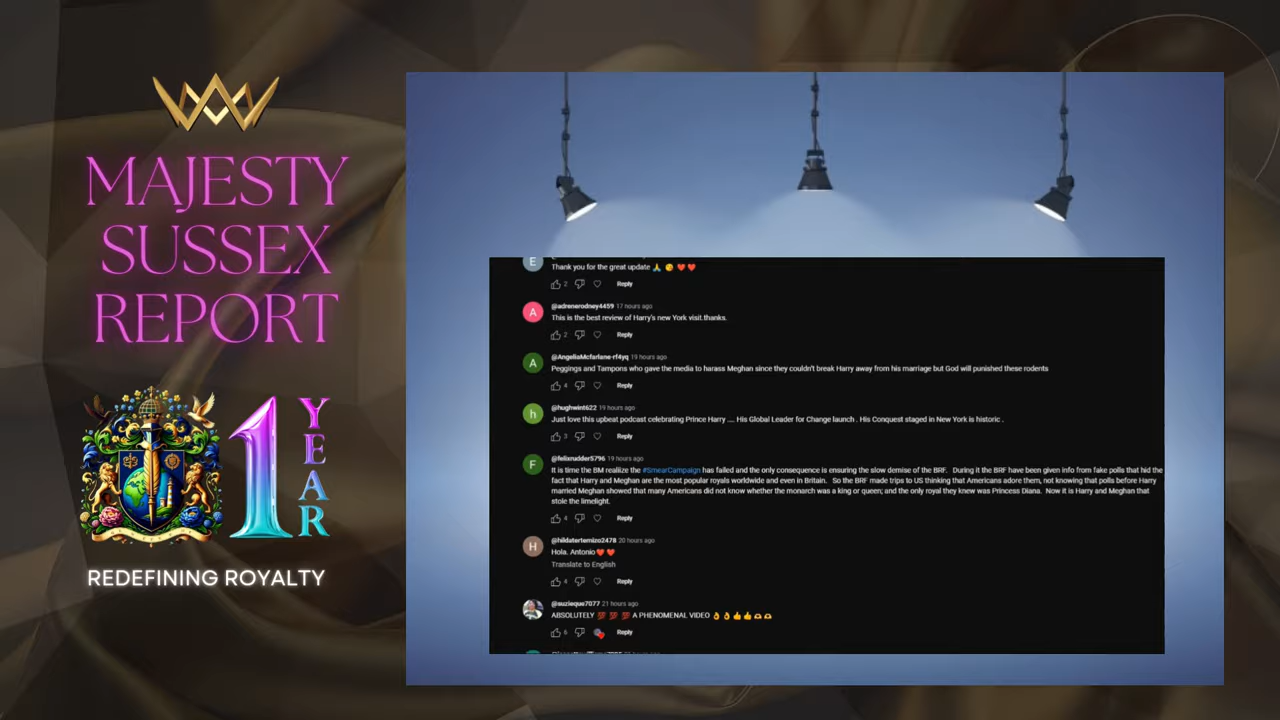 MAJESTY
SUSSEX
REPORT
1
YEAR
REDEFINING ROYALTY
E
Thank you for the great update 🙏 😘 ❤️ ❤️
2
Reply
A
@adrenerodney4459 17 hours ago
This is the best review of Harry's new York visit.thanks.
2
Reply
A
@AngeliaMcfarlane-rf4yq 19 hours ago
Peggings and Tampons who gave the media to harass Meghan since they couldn't break Harry away from his marriage but God will punished these rodents
4
Reply
h
@hughwint622 19 hours ago
Just love this upbeat podcast celebrating Prince Harry .... His Global Leader for Change launch . His Conquest staged in New York is historic .
3
Reply
F
@felixrudder5796 19 hours ago
It is time the BM realize the #SmearCampaign has failed and the only consequence is ensuring the slow demise of the BRF. During it the BRF have been given info from fake polls that hid the
fact that Harry and Meghan are the most popular royals worldwide and even in Britain. So the BRF made trips to US thinking that Americans adore them, not knowing that polls before Harry
married Meghan showed that many Americans did not know whether the monarch was a king or queen; and the only royal they knew was Princess Diana. Now it is Harry and Meghan that
stole the limelight.
4
Reply
H
@hildatertemizo2478 20 hours ago
Hola. Antonio❤️ ❤️
Translate to English
4
Reply
@suzieque7077 21 hours ago
ABSOLUTELY 💯 💯 💯 A PHENOMENAL VIDEO 👌👌👍👍🫶🫶
6
Reply